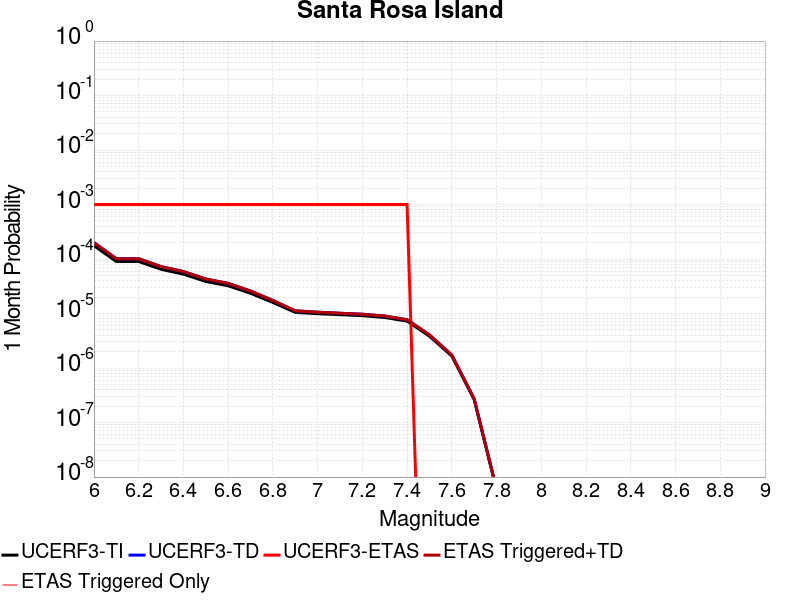 Santa Rosa Island
10^0
10^-1
10^-2
10^-3
10^-4
10^-5
10^-6
10^-7
10^-8
1 Month Probability
6 6.2 6.4 6.6 6.8 7 7.2 7.4 7.6 7.8 8 8.2 8.4 8.6 8.8 9
Magnitude
UCERF3-TI UCERF3-TD UCERF3-ETAS ETAS Triggered+TD
ETAS Triggered Only